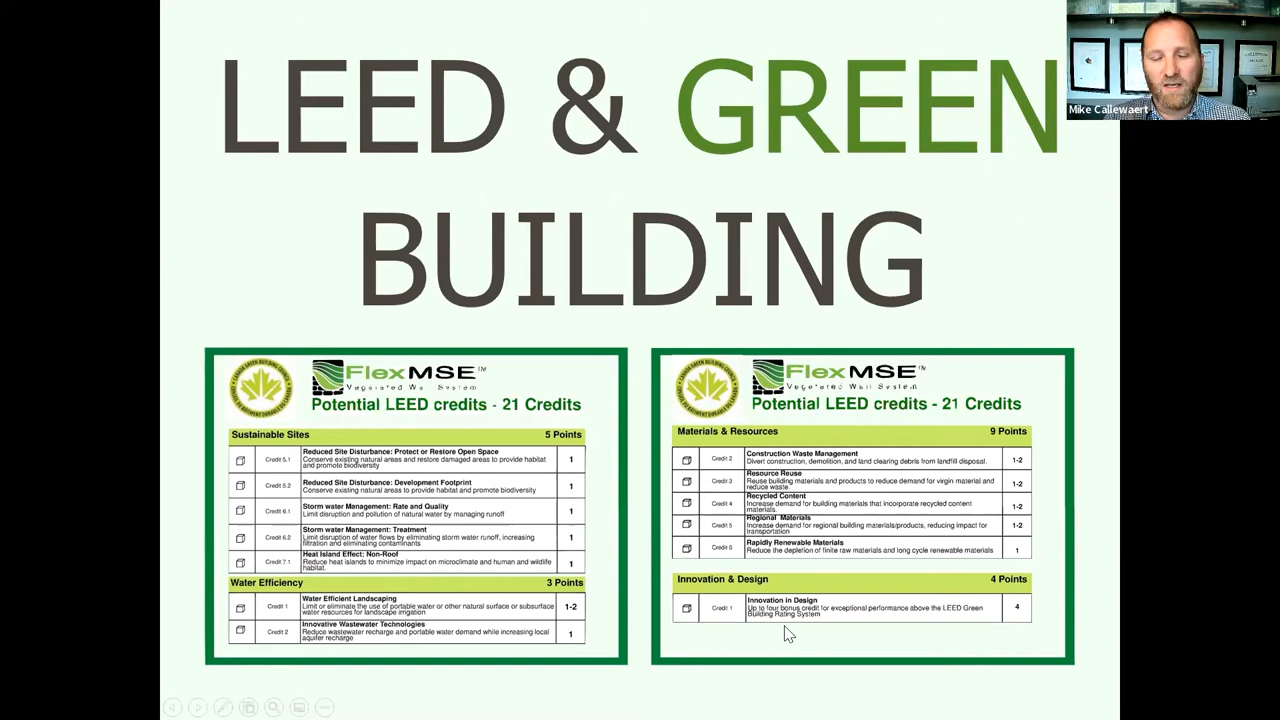 LEED & GREEN
BUILDING
Mike Callewaert
FlexMSE™
Vegetated Wall System
Potential LEED credits - 21 Credits
Sustainable Sites 5 Points
Credit 5.1 Reduced Site Disturbance: Protect or Restore Open Space 1
Conserve existing natural areas and restore damaged areas to provide habitat
and promote biodiversity
Credit 5.2 Reduced Site Disturbance: Development Footprint 1
Conserve existing natural areas to provide habitat and promote biodiversity
Credit 6.1 Storm water Management: Rate and Quality 1
Limit disruption and pollution of natural water by managing runoff
Credit 6.2 Storm water Management: Treatment 1
Limit disruption of water flows by eliminating storm water runoff, increasing
filtration and eliminating contaminants
Credit 7.1 Heat Island Effect: Non-Roof 1
Reduce heat islands to minimize impact on microclimate and human and wildlife
habitat.
Water Efficiency 3 Points
Credit 1 Water Efficient Landscaping 1-2
Limit or eliminate the use of portable water or other natural surface or subsurface
water resources for landscape irrigation
Credit 2 Innovative Wastewater Technologies 1
Reduce wastewater recharge and portable water demand while increasing local
aquifer recharge
FlexMSE™
Vegetated Wall System
Potential LEED credits - 21 Credits
Materials & Resources 9 Points
Credit 2 Construction Waste Management 1-2
Divert construction, demolition, and land clearing debris from landfill disposal.
Credit 3 Resource Reuse 1-2
Reuse building materials and products to reduce demand for virgin material and
reduce waste.
Credit 4 Recycled Content 1-2
Increase demand for building materials that incorporate recycled content
materials.
Credit 5 Regional Materials 1-2
Increase demand for regional building materials/products, reducing impact for
transportation
Credit 6 Rapidly Renewable Materials 1
Reduce the depletion of finite raw materials and long cycle renewable materials
Innovation & Design 4 Points
Credit 1 Innovation in Design 4
Up to four bonus credit for exceptional performance above the LEED Green
Building Rating System